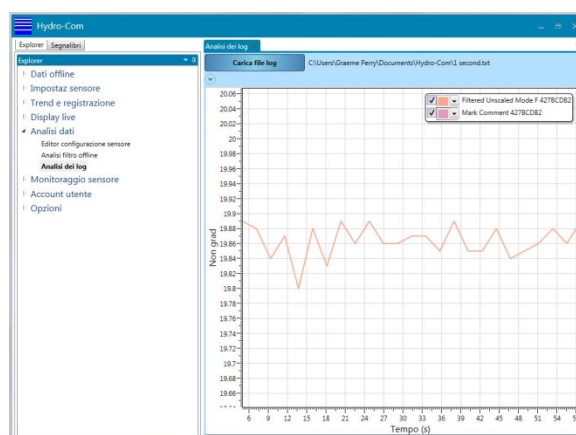 Hydro-Com
Explorer Segnalibri
Explorer
Dati offline
Impostaz sensore
Trend e registrazione
Display live
Analisi dati
Editor configurazione sensore
Analisi filtro offline
Analisi dei log
Monitoraggio sensore
Account utente
Opzioni
Analisi dei log
Carica file log C:\Users\Graeme Perry\Documents\Hydro-Com\1 second.txt
Filtered Unscaled Mode F 427BCDB2
Mark Comment 427BCDB2
Non grad
20.06
20.04
20.02
20
19.98
19.96
19.94
19.92
19.9
19.88
19.86
19.84
19.82
19.8
19.78
19.76
19.74
19.72
19.7
19.68
19.66
6 9 12 15 18 21 24 27 30 33 36 39 42 45 48 51 54
Tempo (s)